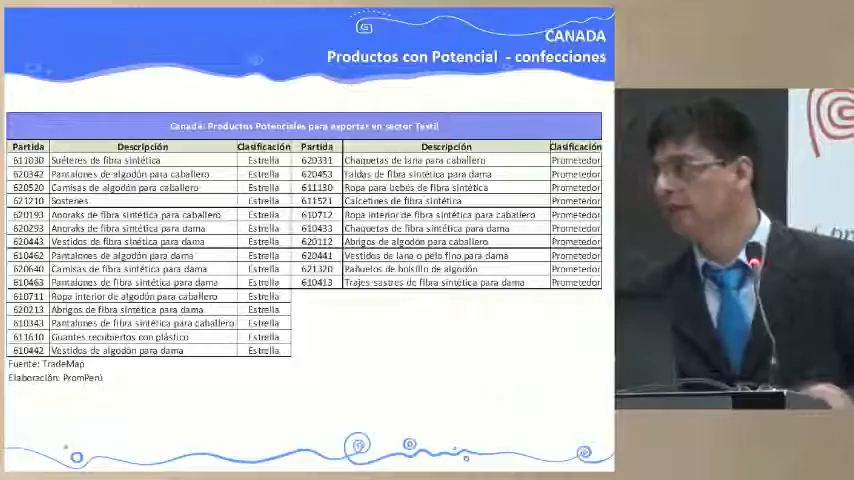 CANADA
Productos con Potencial - confecciones
Canadá: Productos Potenciales para exportar en sector Textil
Partida Descripción Clasificación Partida Descripción Clasificación
611030 Suéteres de fibra sintética Estrella 620331 Chaquetas de lana para caballero Prometedor
620342 Pantalones de algodón para caballero Estrella 620453 Faldas de fibra sintética para dama Prometedor
620520 Camisas de algodón para caballero Estrella 611130 Ropa para bebés de fibra sintética Prometedor
621210 Sostenes Estrella 611521 Calcetines de fibra sintética Prometedor
620193 Anoraks de fibra sintética para caballero Estrella 610712 Ropa interior de fibra sintética para caballero Prometedor
620293 Anoraks de fibra sintética para dama Estrella 610433 Chaquetas de fibra sintética para dama Prometedor
620443 Vestidos de fibra sinética para dama Estrella 620112 Abrigos de algodón para caballero Prometedor
610462 Pantalones de algodón para dama Estrella 620441 Vestidos de lana o pelo fino para dama Prometedor
620640 Camisas de fibra sintética para dama Estrella 621320 Pañuelos de bolsillo de algodón Prometedor
610463 Pantalones de fibra sintética para dama Estrella 610413 Trajes sastres de fibra sintética para dama Prometedor
610711 Ropa interior de algodón para caballero Estrella
620213 Abrigos de fibra sintética para dama Estrella
610343 Pantalones de fibra sintética para caballero Estrella
611610 Guantes recubiertos con plástico Estrella
610442 Vestidos de algodón para dama Estrella
Fuente: TradeMap
Elaboración: PromPerú